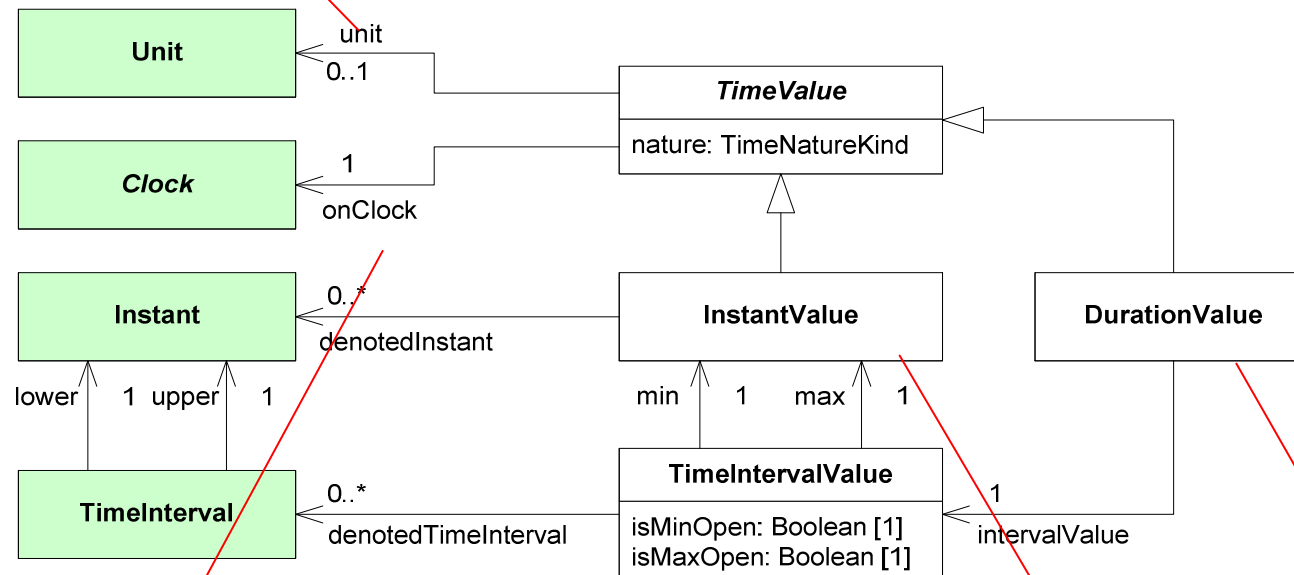 unit
Unit
0..1
TimeValue
nature: TimeNatureKind
1
Clock
onClock
0..*
Instant
InstantValue
DurationValue
denotedInstant
lower 1 upper 1
min 1 max 1
TimeIntervalValue
0..*
1
TimeInterval
isMinOpen: Boolean [1]
denotedTimeInterval
intervalValue
isMaxOpen: Boolean [1]